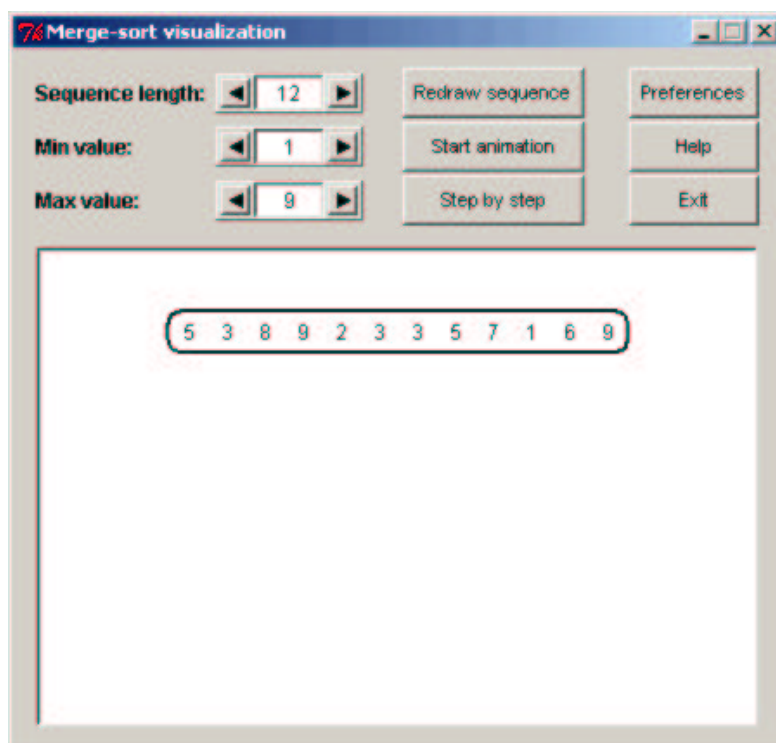 Merge-sort visualization
Sequence length: 12 Redraw sequence Preferences
Min value: 1 Start animation Help
Max value: 9 Step by step Exit
5 3 8 9 2 3 3 5 7 1 6 9